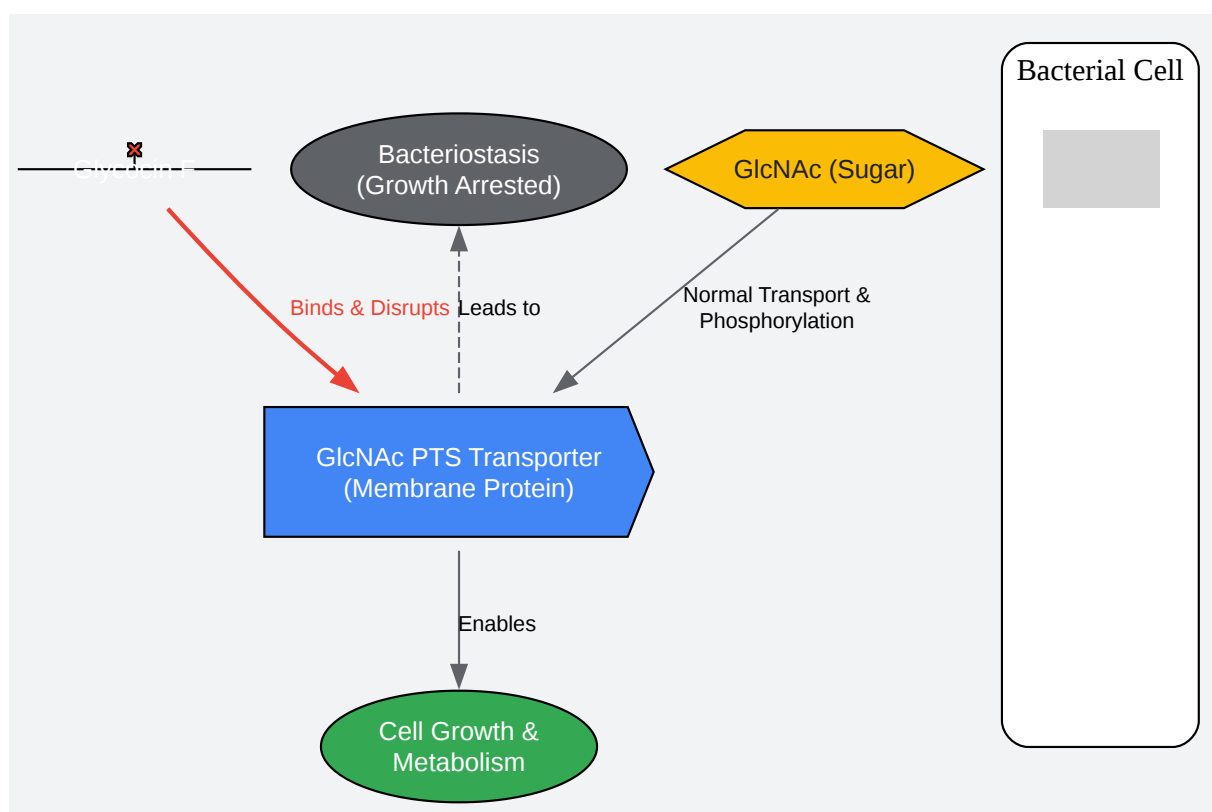 Bacterial Cell
Glycocin F
Bacteriostasis
(Growth Arrested)
GlcNAc (Sugar)
Binds & Disrupts
Leads to
Normal Transport &
Phosphorylation
GlcNAc PTS Transporter
(Membrane Protein)
Enables
Cell Growth &
Metabolism